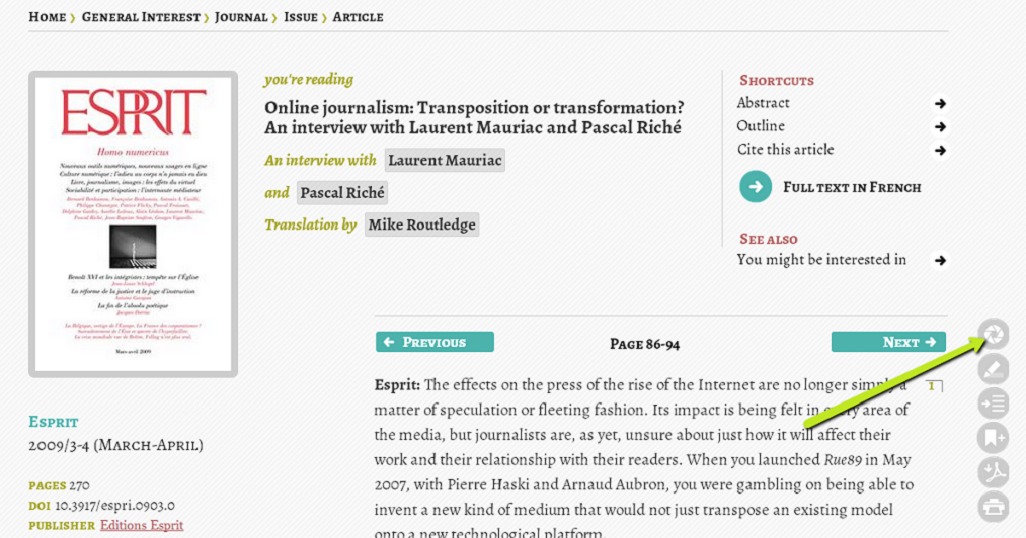 HOME › GENERAL INTEREST › JOURNAL › ISSUE › ARTICLE
ESPRIT
Homo numericus
Nouveaux outils numériques, nouveaux usages en ligne
Culture numérique : l'adieu au corps n'a jamais eu lieu
Livre, journalisme, images : les effets du virtuel
Sociabilité et participation : l'internaute médiateur
Benoît XVI et les intégristes : tempête sur l'Église
Jean-Louis Schlegel
La réforme de la justice et le juge d'instruction
Antoine Garapon
La fin de l'absolu poétique
Jacques Darras
Mars-avril 2009
ESPRIT
2009/3-4 (MARCH-APRIL)
PAGES 270
DOI 10.3917/espri.0903.0
PUBLISHER Editions Esprit
you're reading
Online journalism: Transposition or transformation?
An interview with Laurent Mauriac and Pascal Riché
An interview with Laurent Mauriac
and Pascal Riché
Translation by Mike Routledge
SHORTCUTS
Abstract
Outline
Cite this article
FULL TEXT IN FRENCH
SEE ALSO
You might be interested in
PREVIOUS
PAGE 86-94
NEXT
Esprit: The effects on the press of the rise of the Internet are no longer simply a 1
matter of speculation or fleeting fashion. Its impact is being felt in every area of
the media, but journalists are, as yet, unsure about just how it will affect their
work and their relationship with their readers. When you launched Rue89 in May
2007, with Pierre Haski and Arnaud Aubron, you were gambling on being able to
invent a new kind of medium that would not just transpose an existing model
onto a new technological platform.